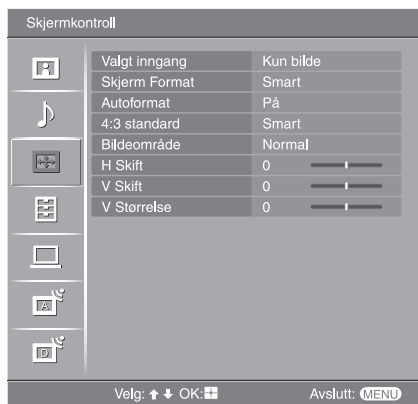 Skjermkontroll
Valgt inngang Kun bilde
Skjerm Format Smart
Autoformat På
4:3 standard Smart
Bildeområde Normal
H Skift 0
V Skift 0
V Størrelse 0
A
D
Velg: OK: Avslutt: MENU